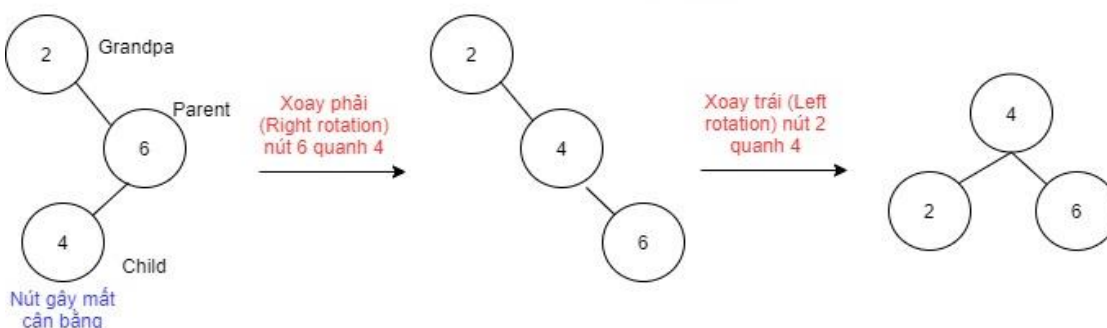 2
Grandpa
Parent
6
4
Child
Nút gây mất
cân bằng
Xoay phải
(Right rotation)
nút 6 quanh 4
2
4
6
Xoay trái (Left
rotation) nút 2
quanh 4
4
2
6